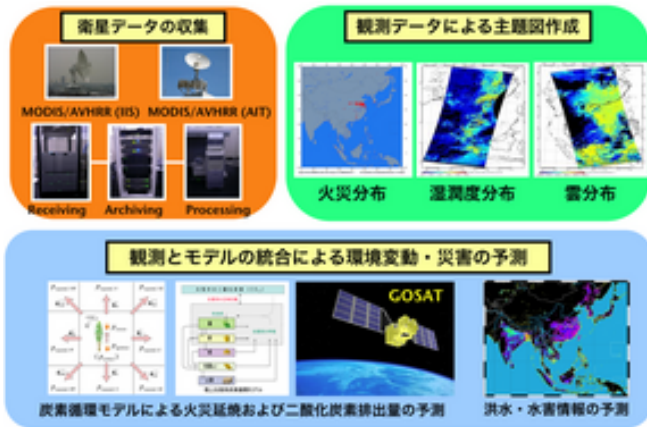 衛星データの収集
MODIS/AVHRR (IIS)
MODIS/AVHRR (AIT)
Receiving
Archiving
Processing
観測データによる主題図作成
火災分布
湿潤度分布
雲分布
観測とモデルの統合による環境変動・災害の予測
GOSAT
炭素循環モデルによる火災延焼および二酸化炭素排出量の予測
洪水・水害情報の予測